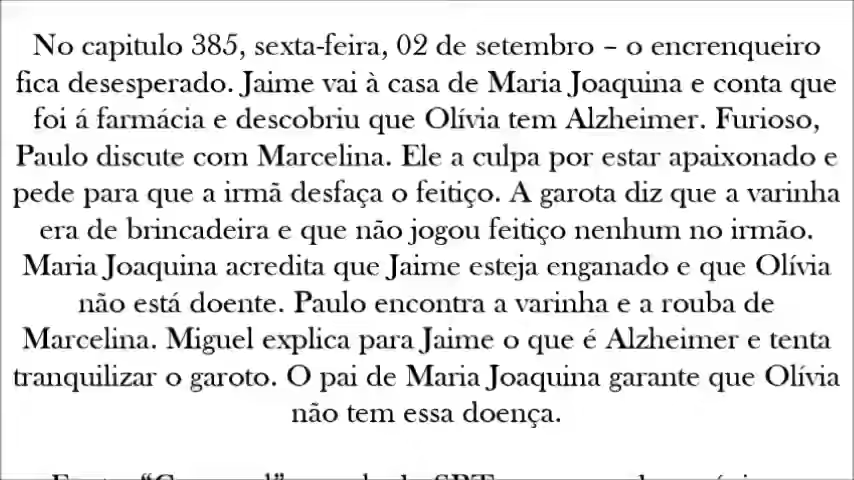 No capitulo 385, sexta-feira, 02 de setembro – o encrenqueiro
fica desesperado. Jaime vai à casa de Maria Joaquina e conta que
foi á farmácia e descobriu que Olívia tem Alzheimer. Furioso,
Paulo discute com Marcelina. Ele a culpa por estar apaixonado e
pede para que a irmã desfaça o feitiço. A garota diz que a varinha
era de brincadeira e que não jogou feitiço nenhum no irmão.
Maria Joaquina acredita que Jaime esteja enganado e que Olívia
não está doente. Paulo encontra a varinha e a rouba de
Marcelina. Miguel explica para Jaime o que é Alzheimer e tenta
tranquilizar o garoto. O pai de Maria Joaquina garante que Olívia
não tem essa doença.